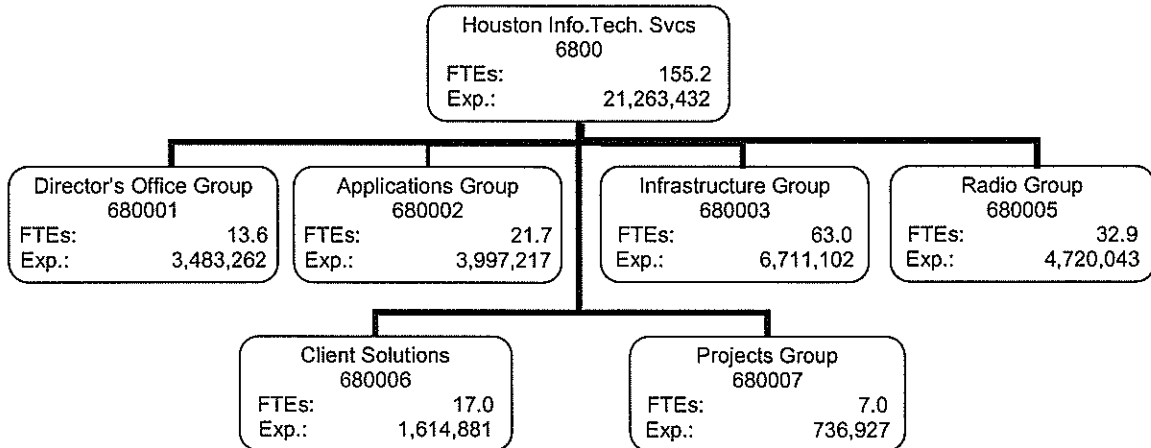 Houston Info.Tech. Svcs
6800
FTEs: 155.2
Exp.: 21,263,432
Director's Office Group
680001
FTEs: 13.6
Exp.: 3,483,262
Applications Group
680002
FTEs: 21.7
Exp.: 3,997,217
Infrastructure Group
680003
FTEs: 63.0
Exp.: 6,711,102
Radio Group
680005
FTEs: 32.9
Exp.: 4,720,043
Client Solutions
680006
FTEs: 17.0
Exp.: 1,614,881
Projects Group
680007
FTEs: 7.0
Exp.: 736,927